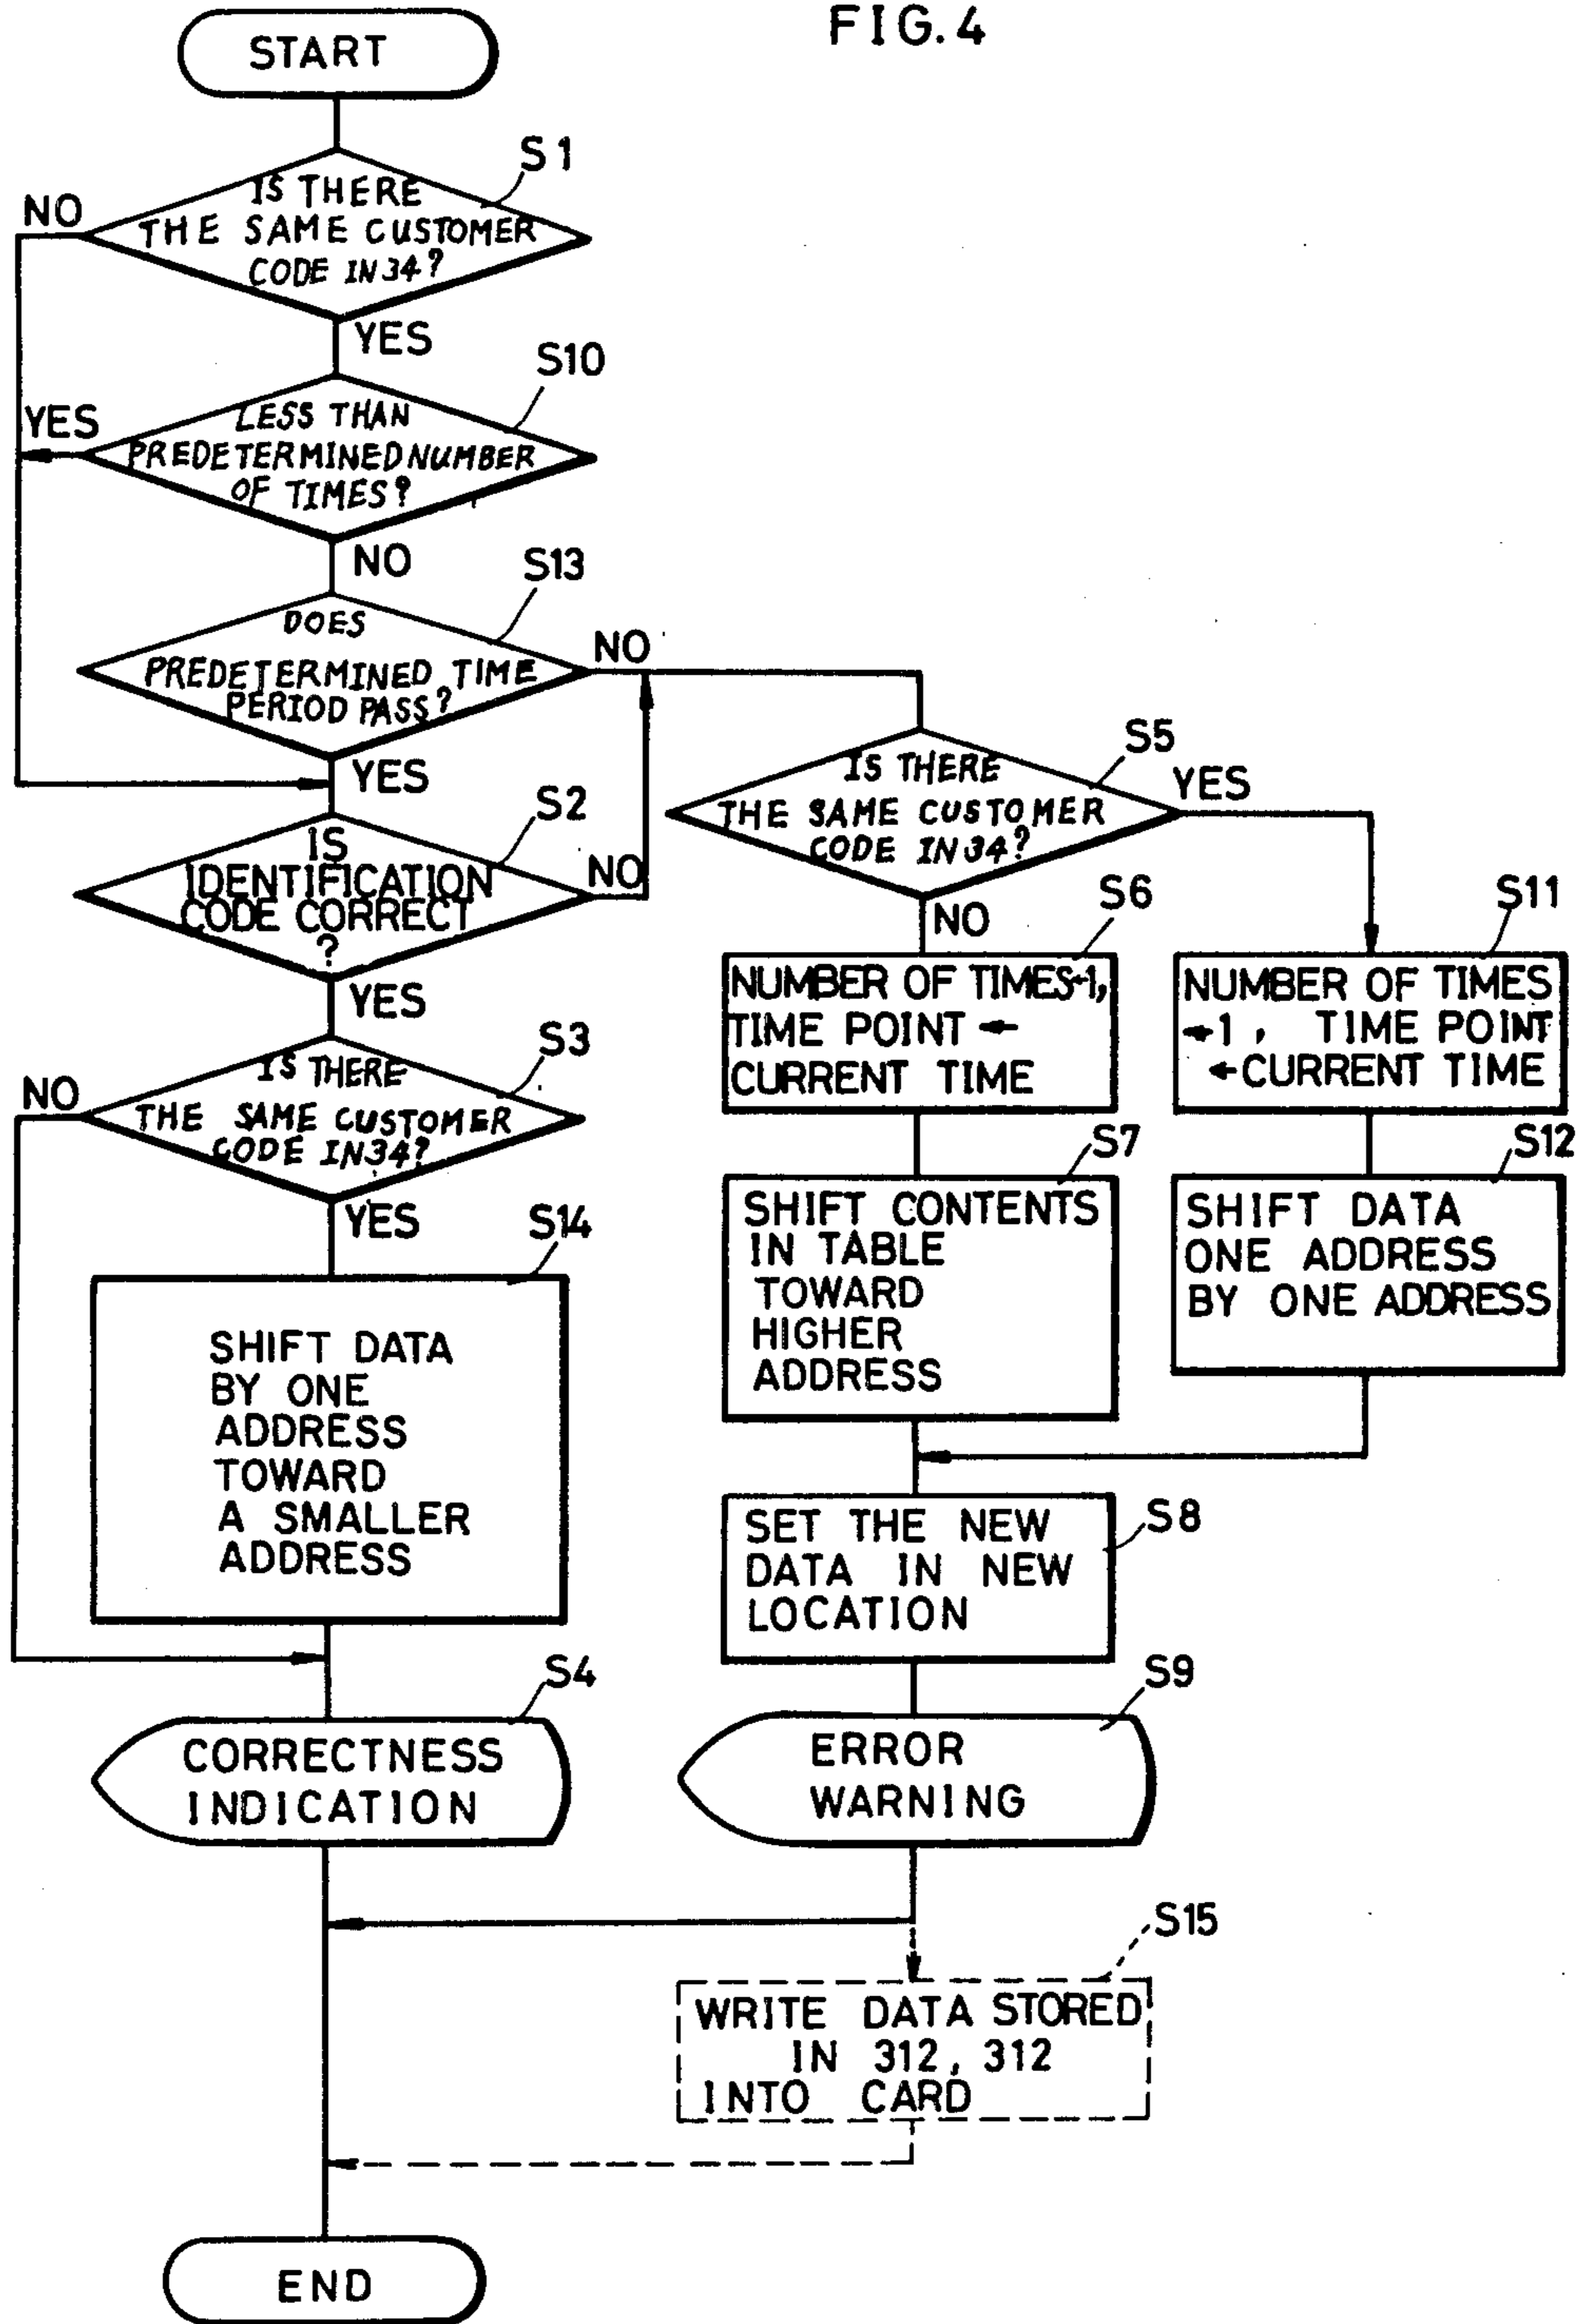 FIG. 4
START
S1
IS THERE
THE SAME CUSTOMER
CODE IN 34?
NO
YES
S10
LESS THAN
PREDETERMINED NUMBER
OF TIMES?
YES
NO
S13
DOES
PREDETERMINED TIME
PERIOD PASS?
NO
YES
S2
IS
IDENTIFICATION
CODE CORRECT
?
NO
YES
S3
IS THERE
THE SAME CUSTOMER
CODE IN 34?
NO
YES
S14
SHIFT DATA
BY ONE
ADDRESS
TOWARD
A SMALLER
ADDRESS
S4
CORRECTNESS
INDICATION
S5
IS THERE
THE SAME CUSTOMER
CODE IN 34?
YES
NO
S6
NUMBER OF TIMES+1,
TIME POINT ←
CURRENT TIME
S11
NUMBER OF TIMES
+1, TIME POINT
←CURRENT TIME
S7
SHIFT CONTENTS
IN TABLE
TOWARD
HIGHER
ADDRESS
S12
SHIFT DATA
ONE ADDRESS
BY ONE ADDRESS
S8
SET THE NEW
DATA IN NEW
LOCATION
S9
ERROR
WARNING
S15
WRITE DATA STORED
IN 312, 312
INTO CARD
END